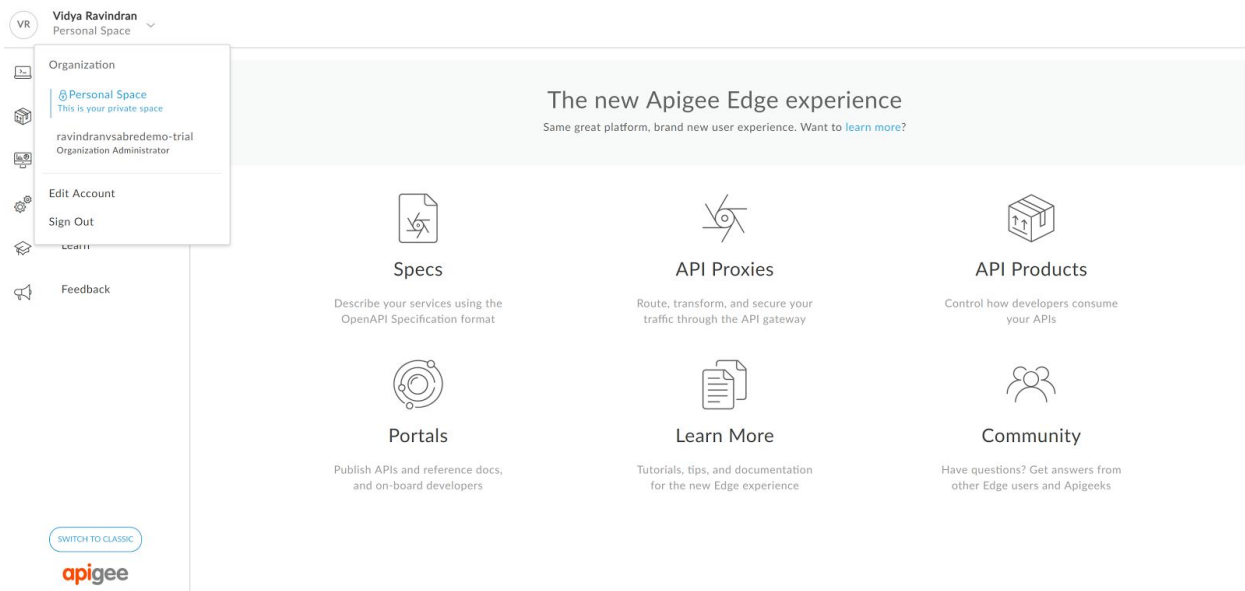 VR
Vidya Ravindran
Personal Space
Organization
Personal Space
This is your private space
ravindranvsabredemo-trial
Organization Administrator
Edit Account
Sign Out
Learn
Feedback
SWITCH TO CLASSIC
apigee
The new Apigee Edge experience
Same great platform, brand new user experience. Want to learn more?
Specs
Describe your services using the
OpenAPI Specification format
API Proxies
Route, transform, and secure your
traffic through the API gateway
API Products
Control how developers consume
your APIs
Portals
Publish APIs and reference docs,
and on-board developers
Learn More
Tutorials, tips, and documentation
for the new Edge experience
Community
Have questions? Get answers from
other Edge users and Apigeeks